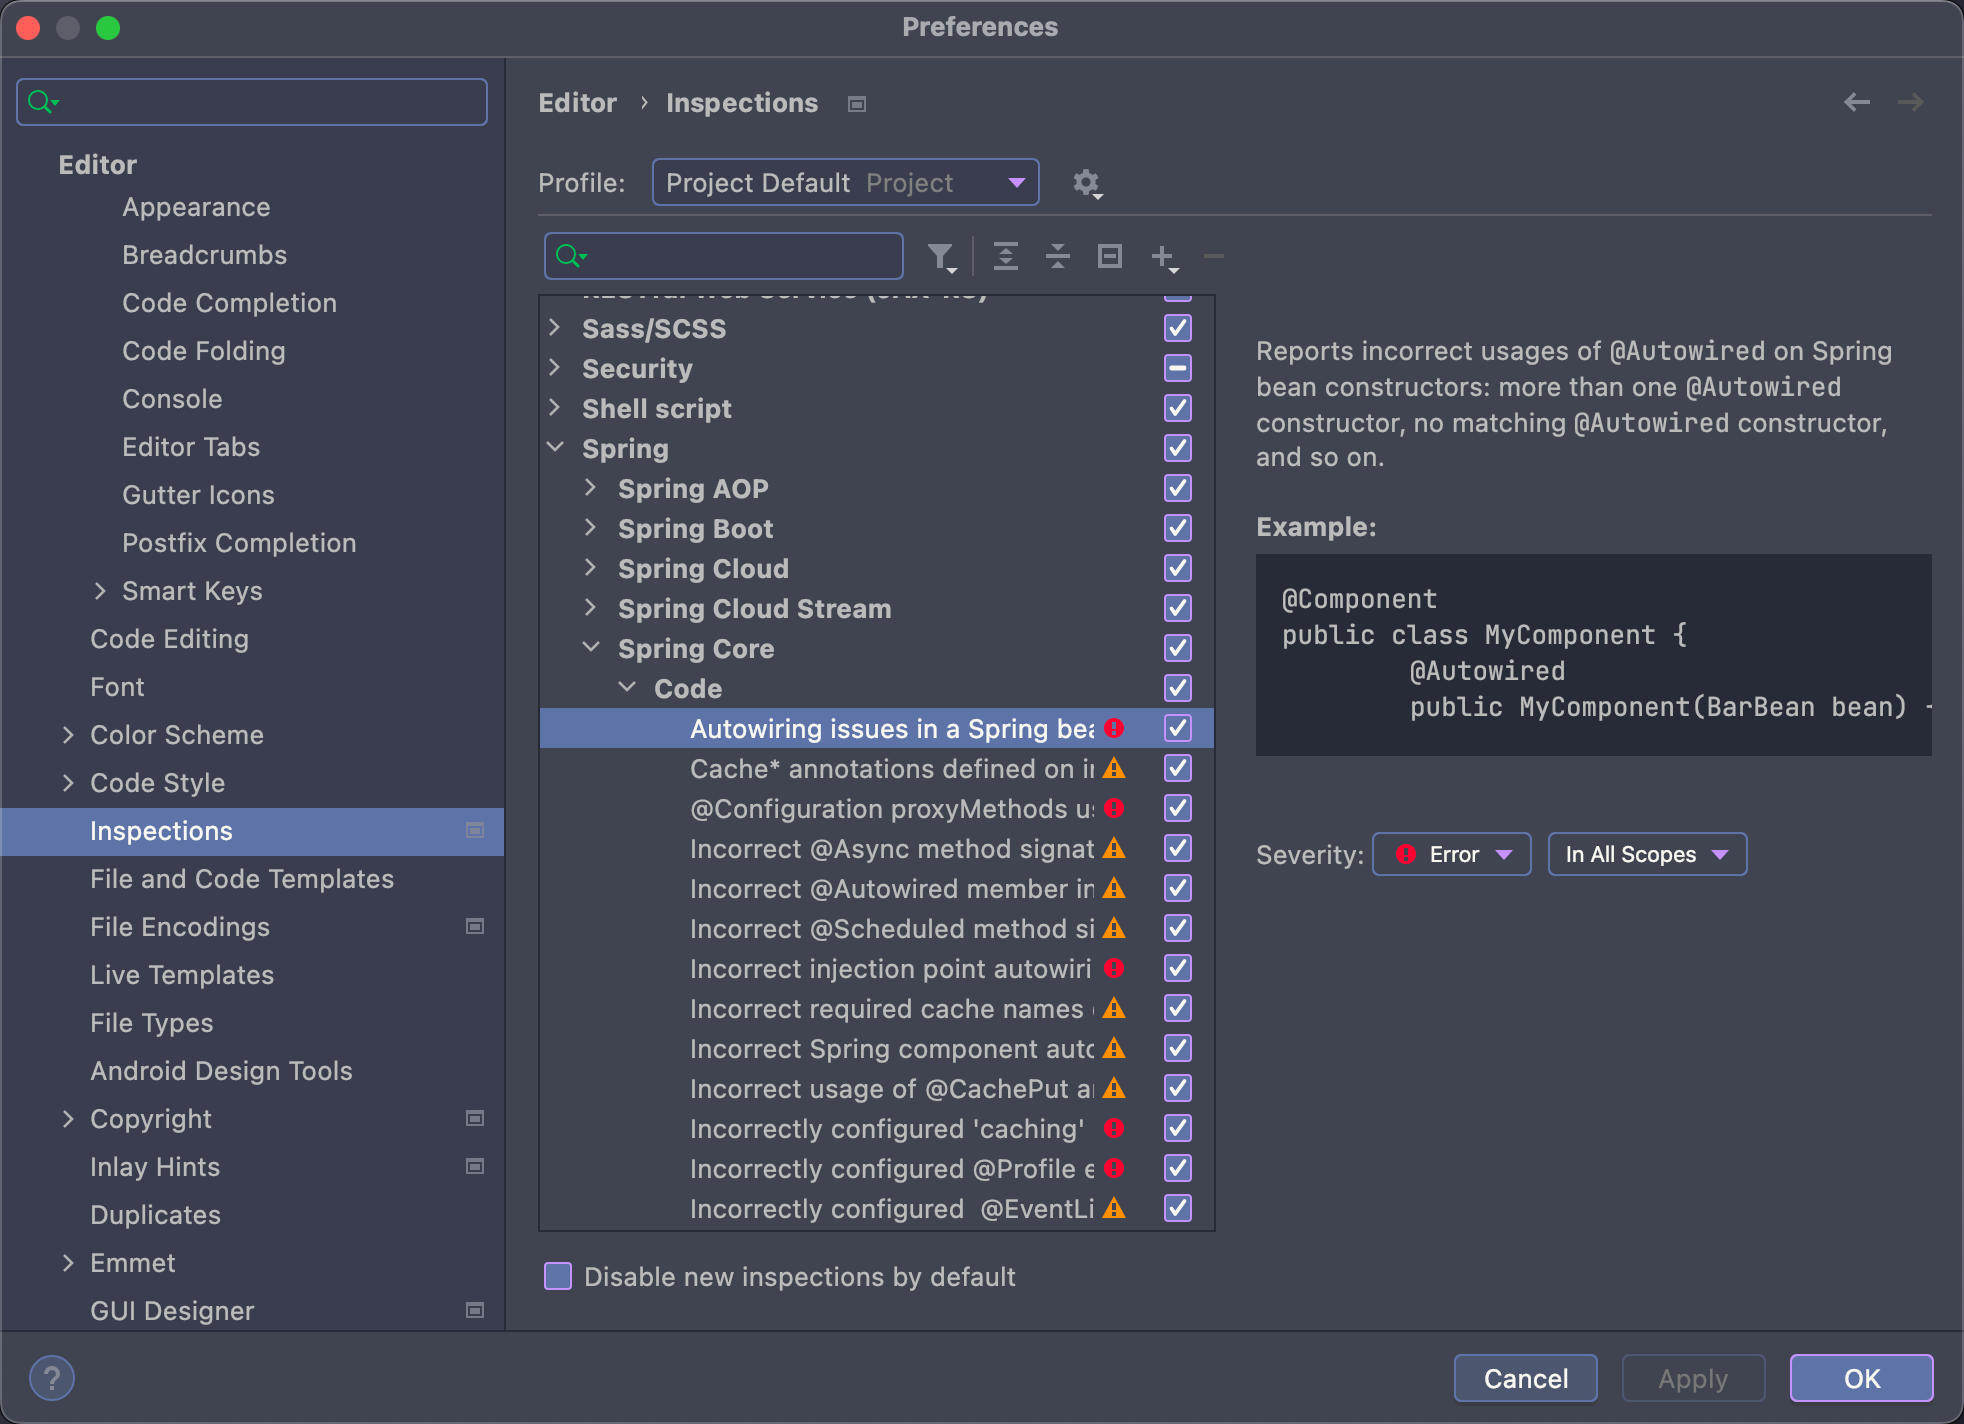 Preferences
Editor
Appearance
Breadcrumbs
Code Completion
Code Folding
Console
Editor Tabs
Gutter Icons
Postfix Completion
Smart Keys
Code Editing
Font
Color Scheme
Code Style
Inspections
File and Code Templates
File Encodings
Live Templates
File Types
Android Design Tools
Copyright
Inlay Hints
Duplicates
Emmet
GUI Designer
Editor › Inspections
Profile: Project Default Project
Sass/SCSS
Security
Shell script
Spring
Spring AOP
Spring Boot
Spring Cloud
Spring Cloud Stream
Spring Core
Code
Autowiring issues in a Spring
Cache* annotations defined on
@Configuration proxyMethods
Incorrect @Async method signat
Incorrect @Autowired member in
Incorrect @Scheduled method si
Incorrect injection point autowiri
Incorrect required cache names
Incorrect Spring component auto
Incorrect usage of @CachePut
Incorrectly configured 'caching'
Incorrectly configured @Profile e
Incorrectly configured @EventLi
Disable new inspections by default
Reports incorrect usages of @Autowired on Spring
bean constructors: more than one @Autowired
constructor, no matching @Autowired constructor,
and so on.
Example:
@Component
public class MyComponent {
@Autowired
public MyComponent(BarBean bean)
Severity: Error In All Scopes
? Cancel Apply OK